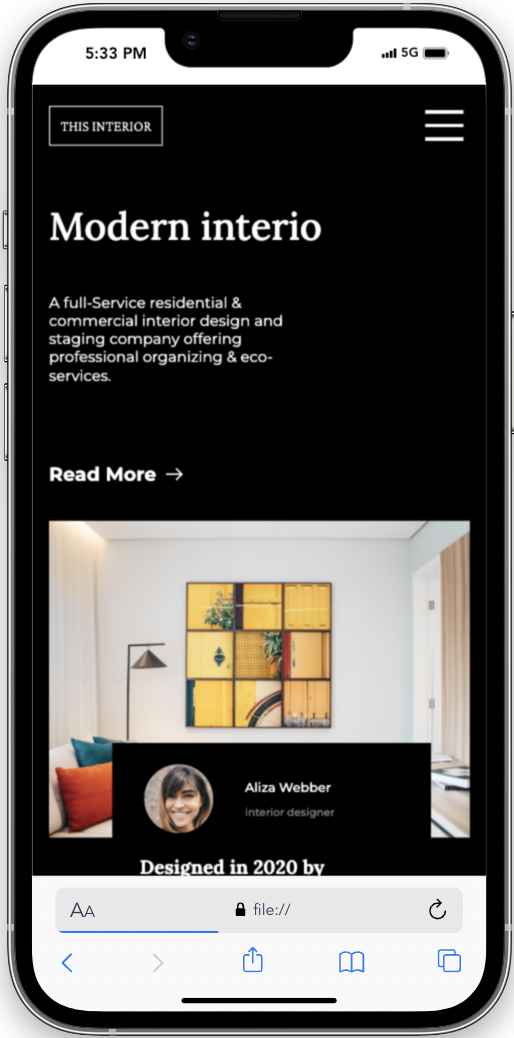 5:33 PM
5G
THIS INTERIOR
Modern interio
A full-Service residential &
commercial interior design and
staging company offering
professional organizing & eco-
services.
Read More →
Aliza Webber
interior designer
Designed in 2020 by
AA
file://